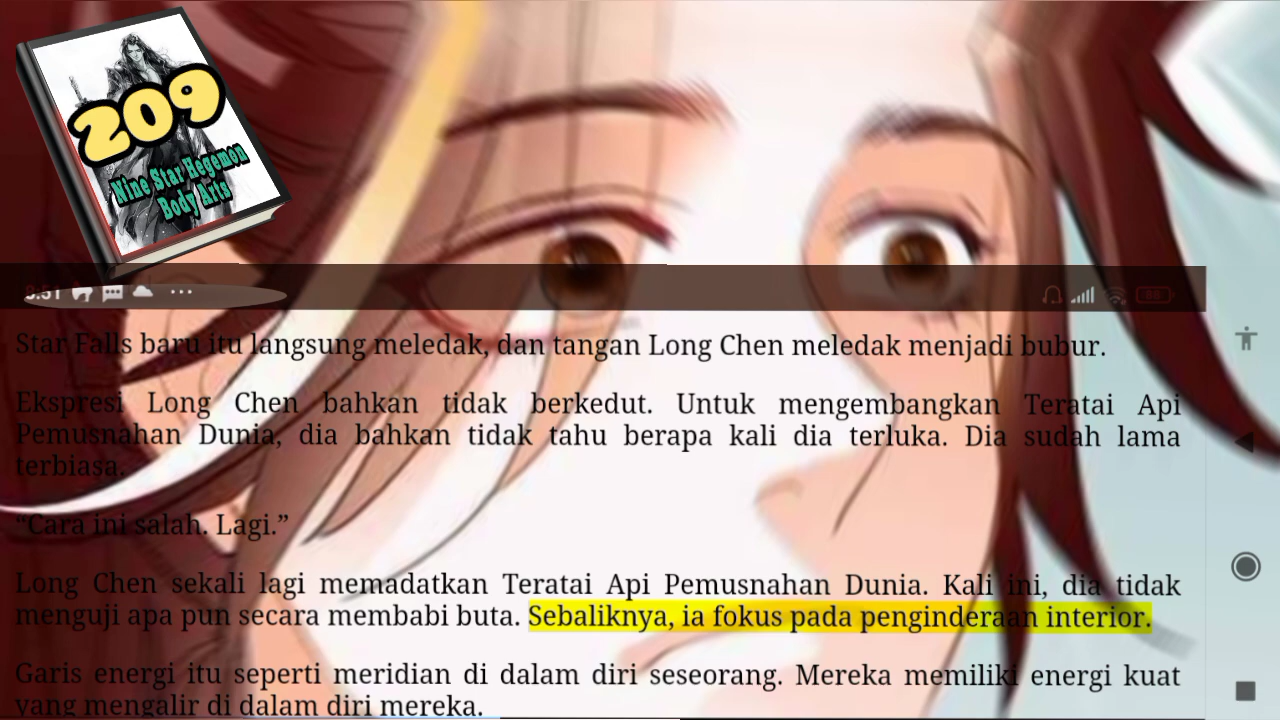 209
Nine Star Hegemon
Body Arts
Star Falls baru itu langsung meledak, dan tangan Long Chen meledak menjadi bubur.
Ekspresi Long Chen bahkan tidak berkedut. Untuk mengembangkan Teratai Api
Pemusnahan Dunia, dia bahkan tidak tahu berapa kali dia terluka. Dia sudah lama
terbiasa.
“Cara ini salah. Lagi.”
Long Chen sekali lagi memadatkan Teratai Api Pemusnahan Dunia. Kali ini, dia tidak
menguji apa pun secara membabi buta. Sebaliknya, ia fokus pada penginderaan interior.
Garis energi itu seperti meridian di dalam diri seseorang. Mereka memiliki energi kuat
yang mengalir di dalam diri mereka.